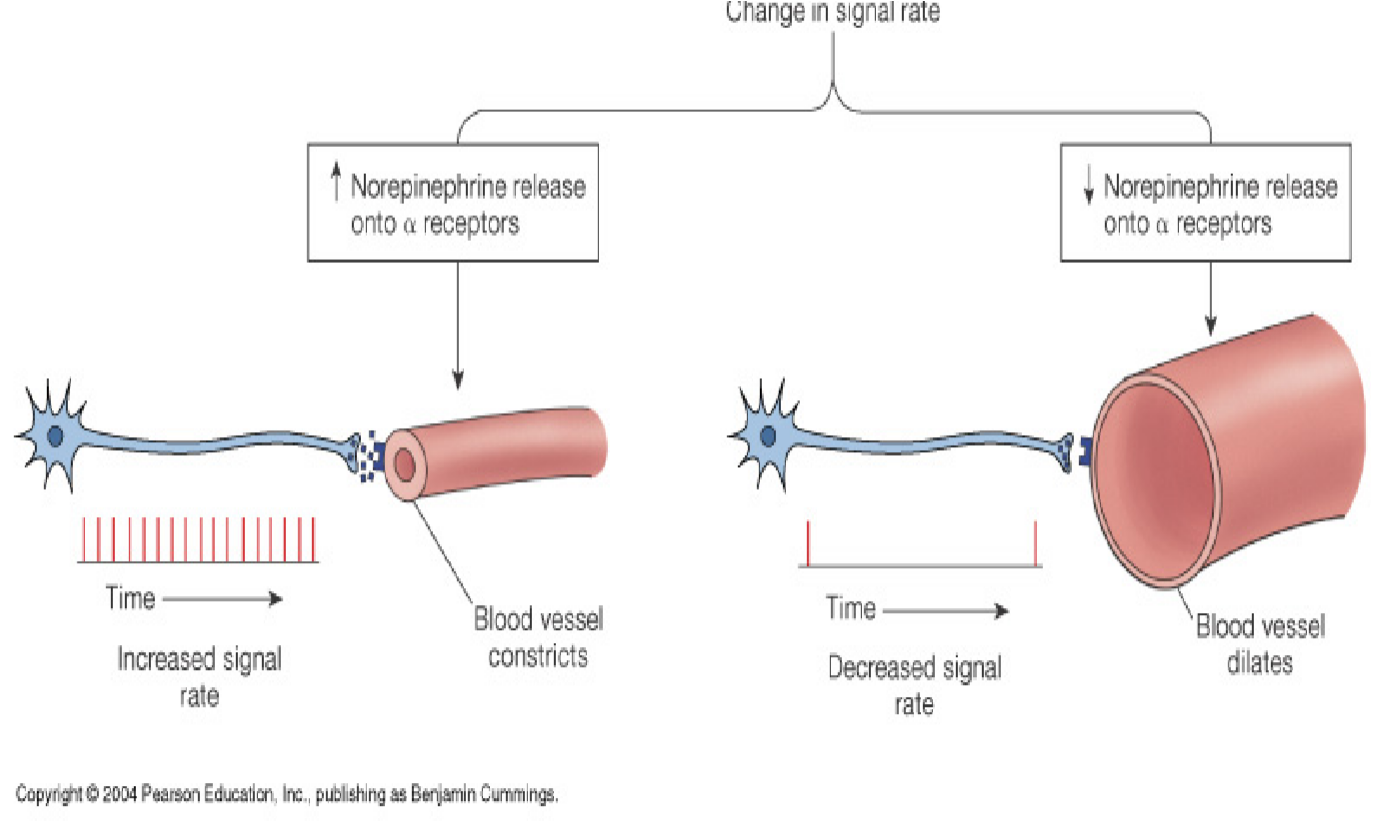 Change in signal rate
↑ Norepinephrine release
onto α receptors
↓ Norepinephrine release
onto α receptors
Time
Increased signal
rate
Blood vessel
constricts
Time
Decreased signal
rate
Blood vessel
dilates
Copyright © 2004 Pearson Education, Inc., publishing as Benjamin Cummings.